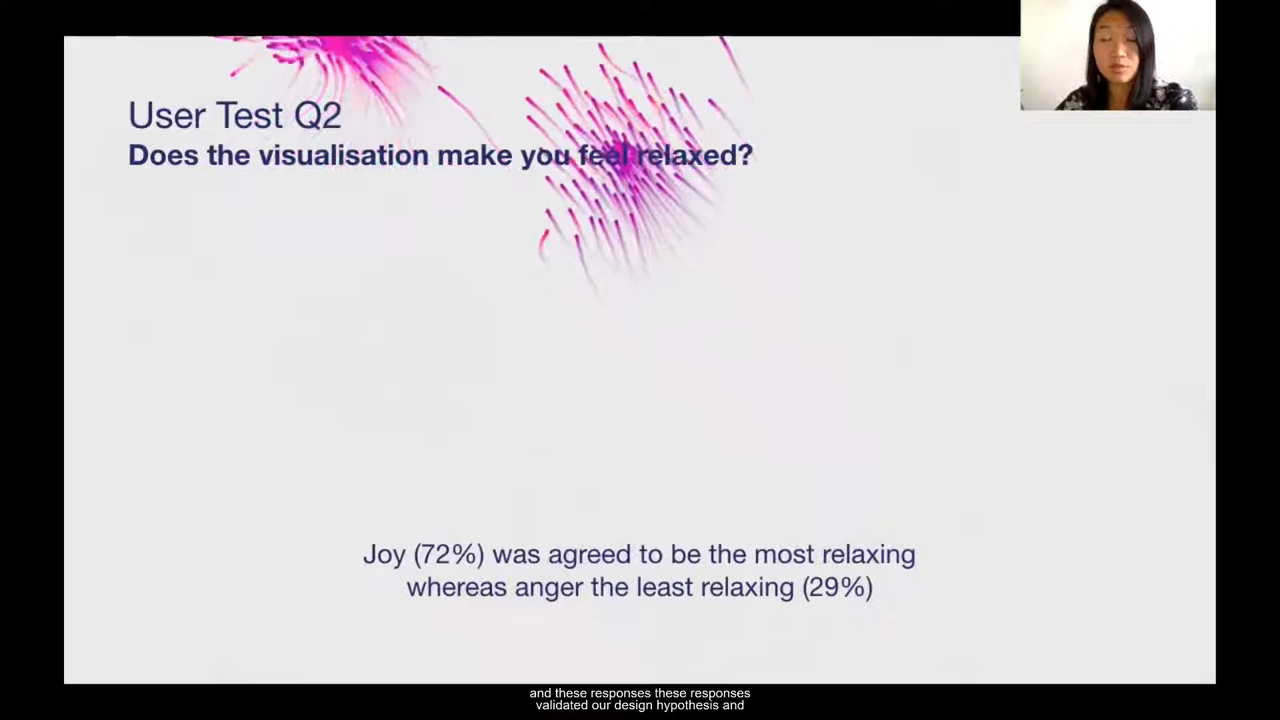 User Test Q2
Does the visualisation make you feel relaxed?
Joy (72%) was agreed to be the most relaxing
whereas anger the least relaxing (29%)
and these responses these responses
validated our design hypothesis and